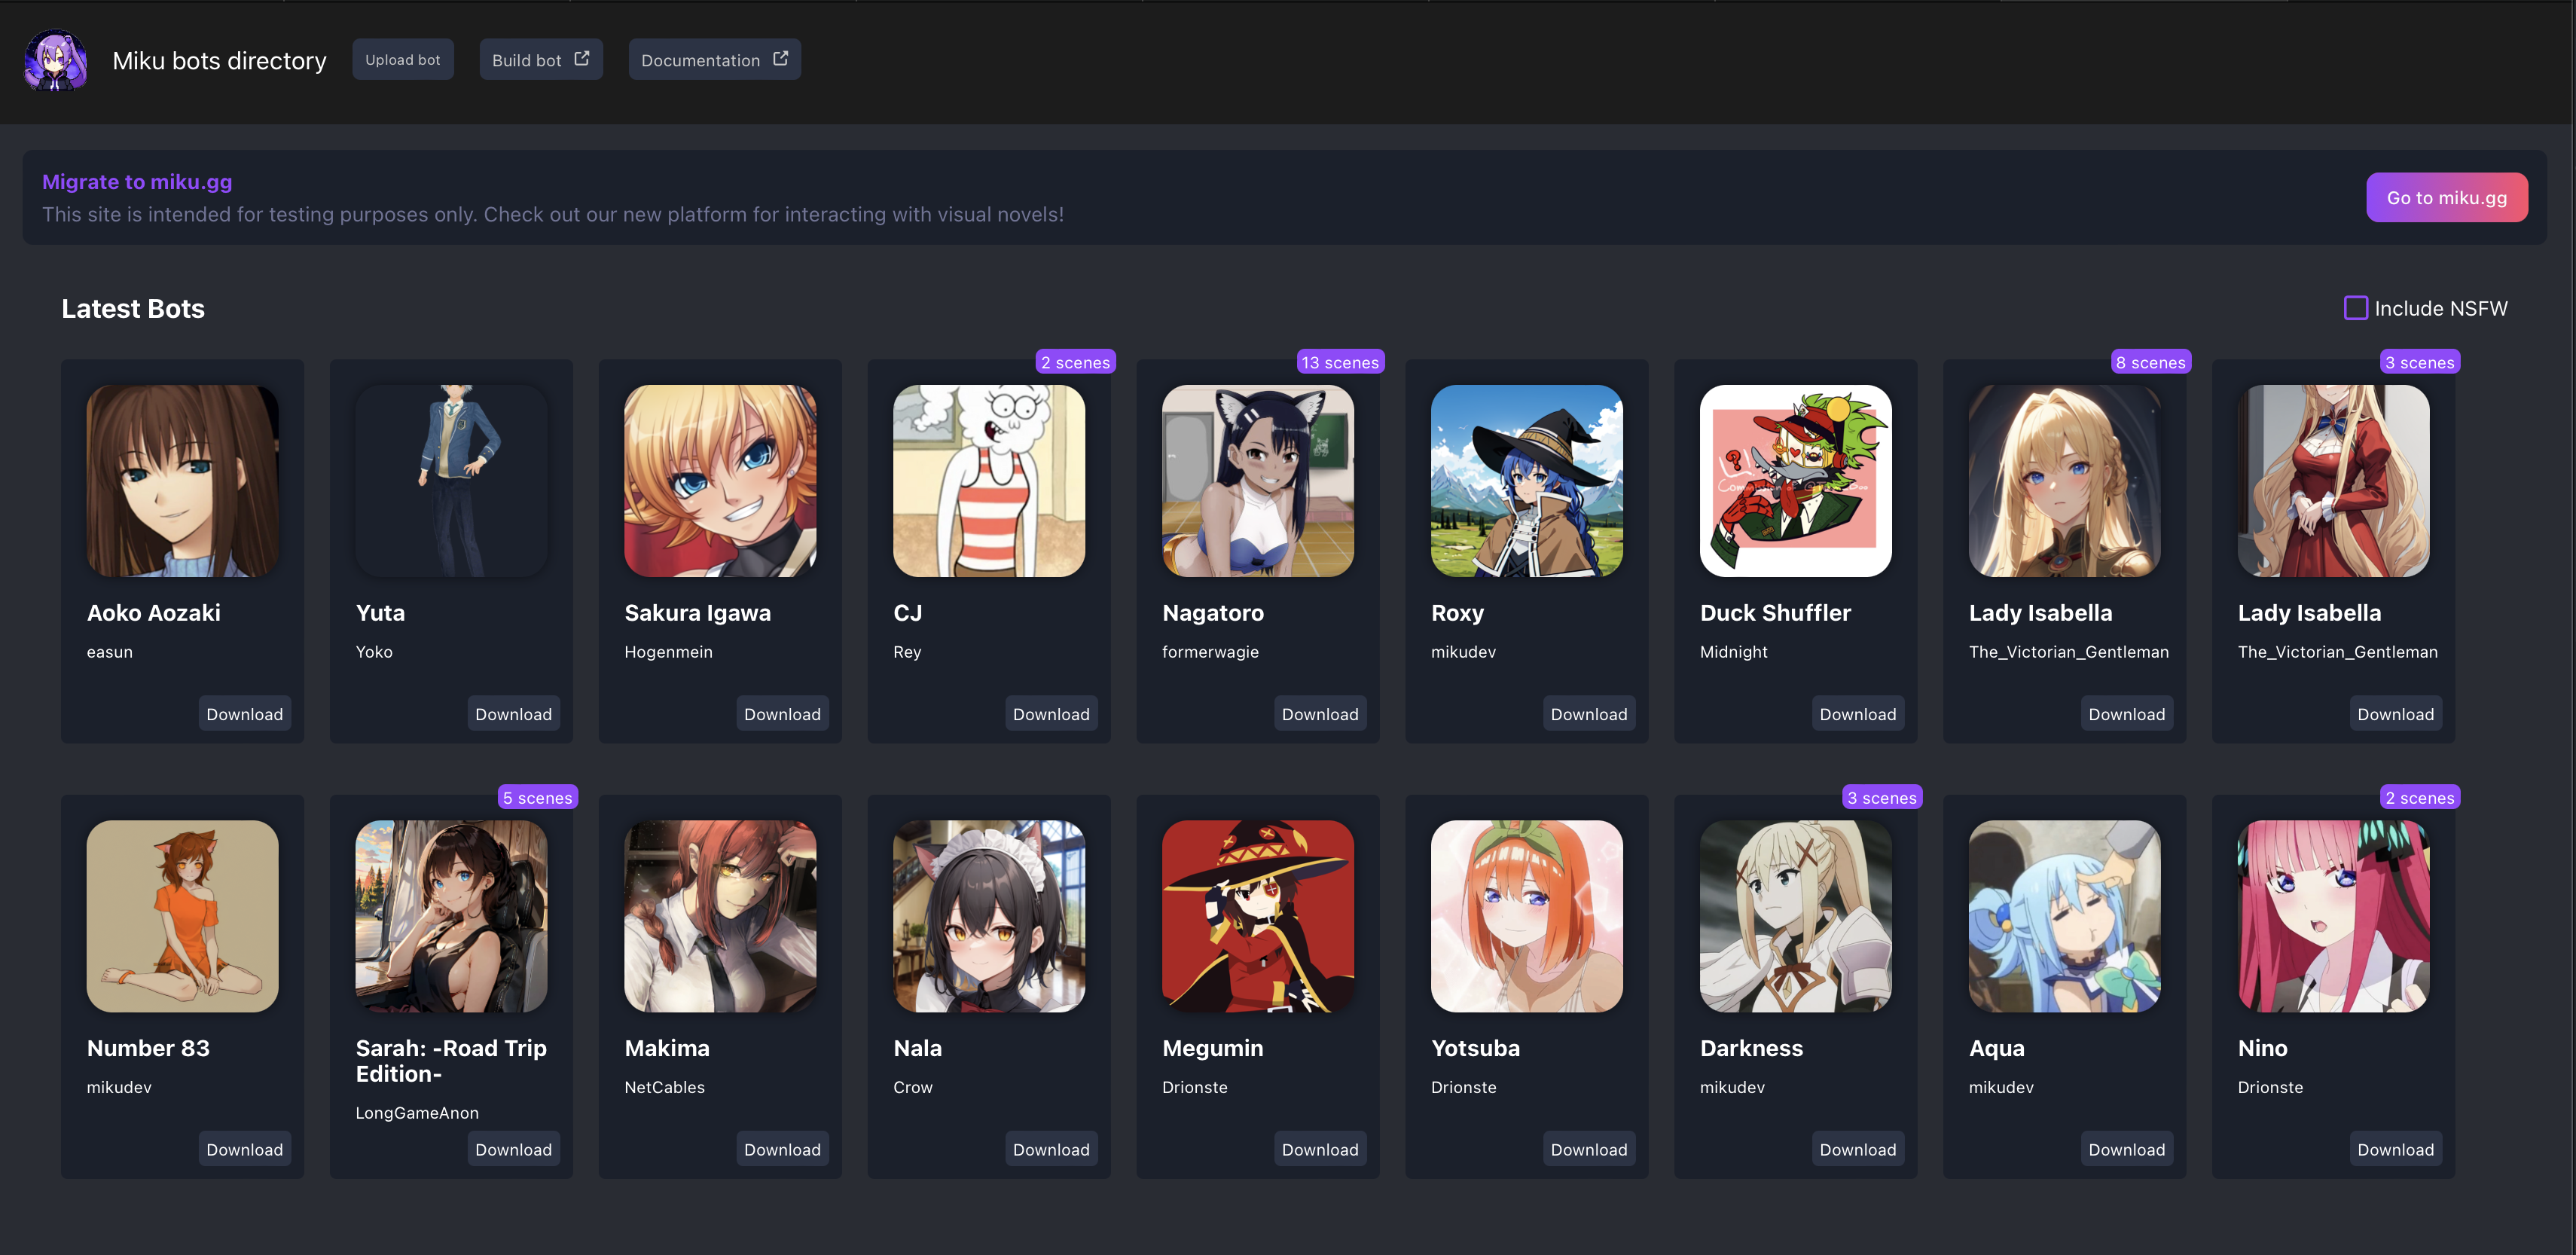 Miku bots directory
Upload bot
Build bot
Documentation
Migrate to miku.gg
This site is intended for testing purposes only. Check out our new platform for interacting with visual novels!
Go to miku.gg
Latest Bots
Include NSFW
Aoko Aozaki
easun
Download
Yuta
Yoko
Download
Sakura Igawa
Hogenmein
Download
2 scenes
CJ
Rey
Download
13 scenes
Nagatoro
formerwagie
Download
Roxy
mikudev
Download
Duck Shuffler
Midnight
Download
8 scenes
Lady Isabella
The_Victorian_Gentleman
Download
3 scenes
Lady Isabella
The_Victorian_Gentleman
Download
Number 83
mikudev
Download
5 scenes
Sarah: -Road Trip
Edition-
LongGameAnon
Download
Makima
NetCables
Download
Nala
Crow
Download
Megumin
Drionste
Download
Yotsuba
Drionste
Download
3 scenes
Darkness
mikudev
Download
Aqua
mikudev
Download
2 scenes
Nino
Drionste
Download